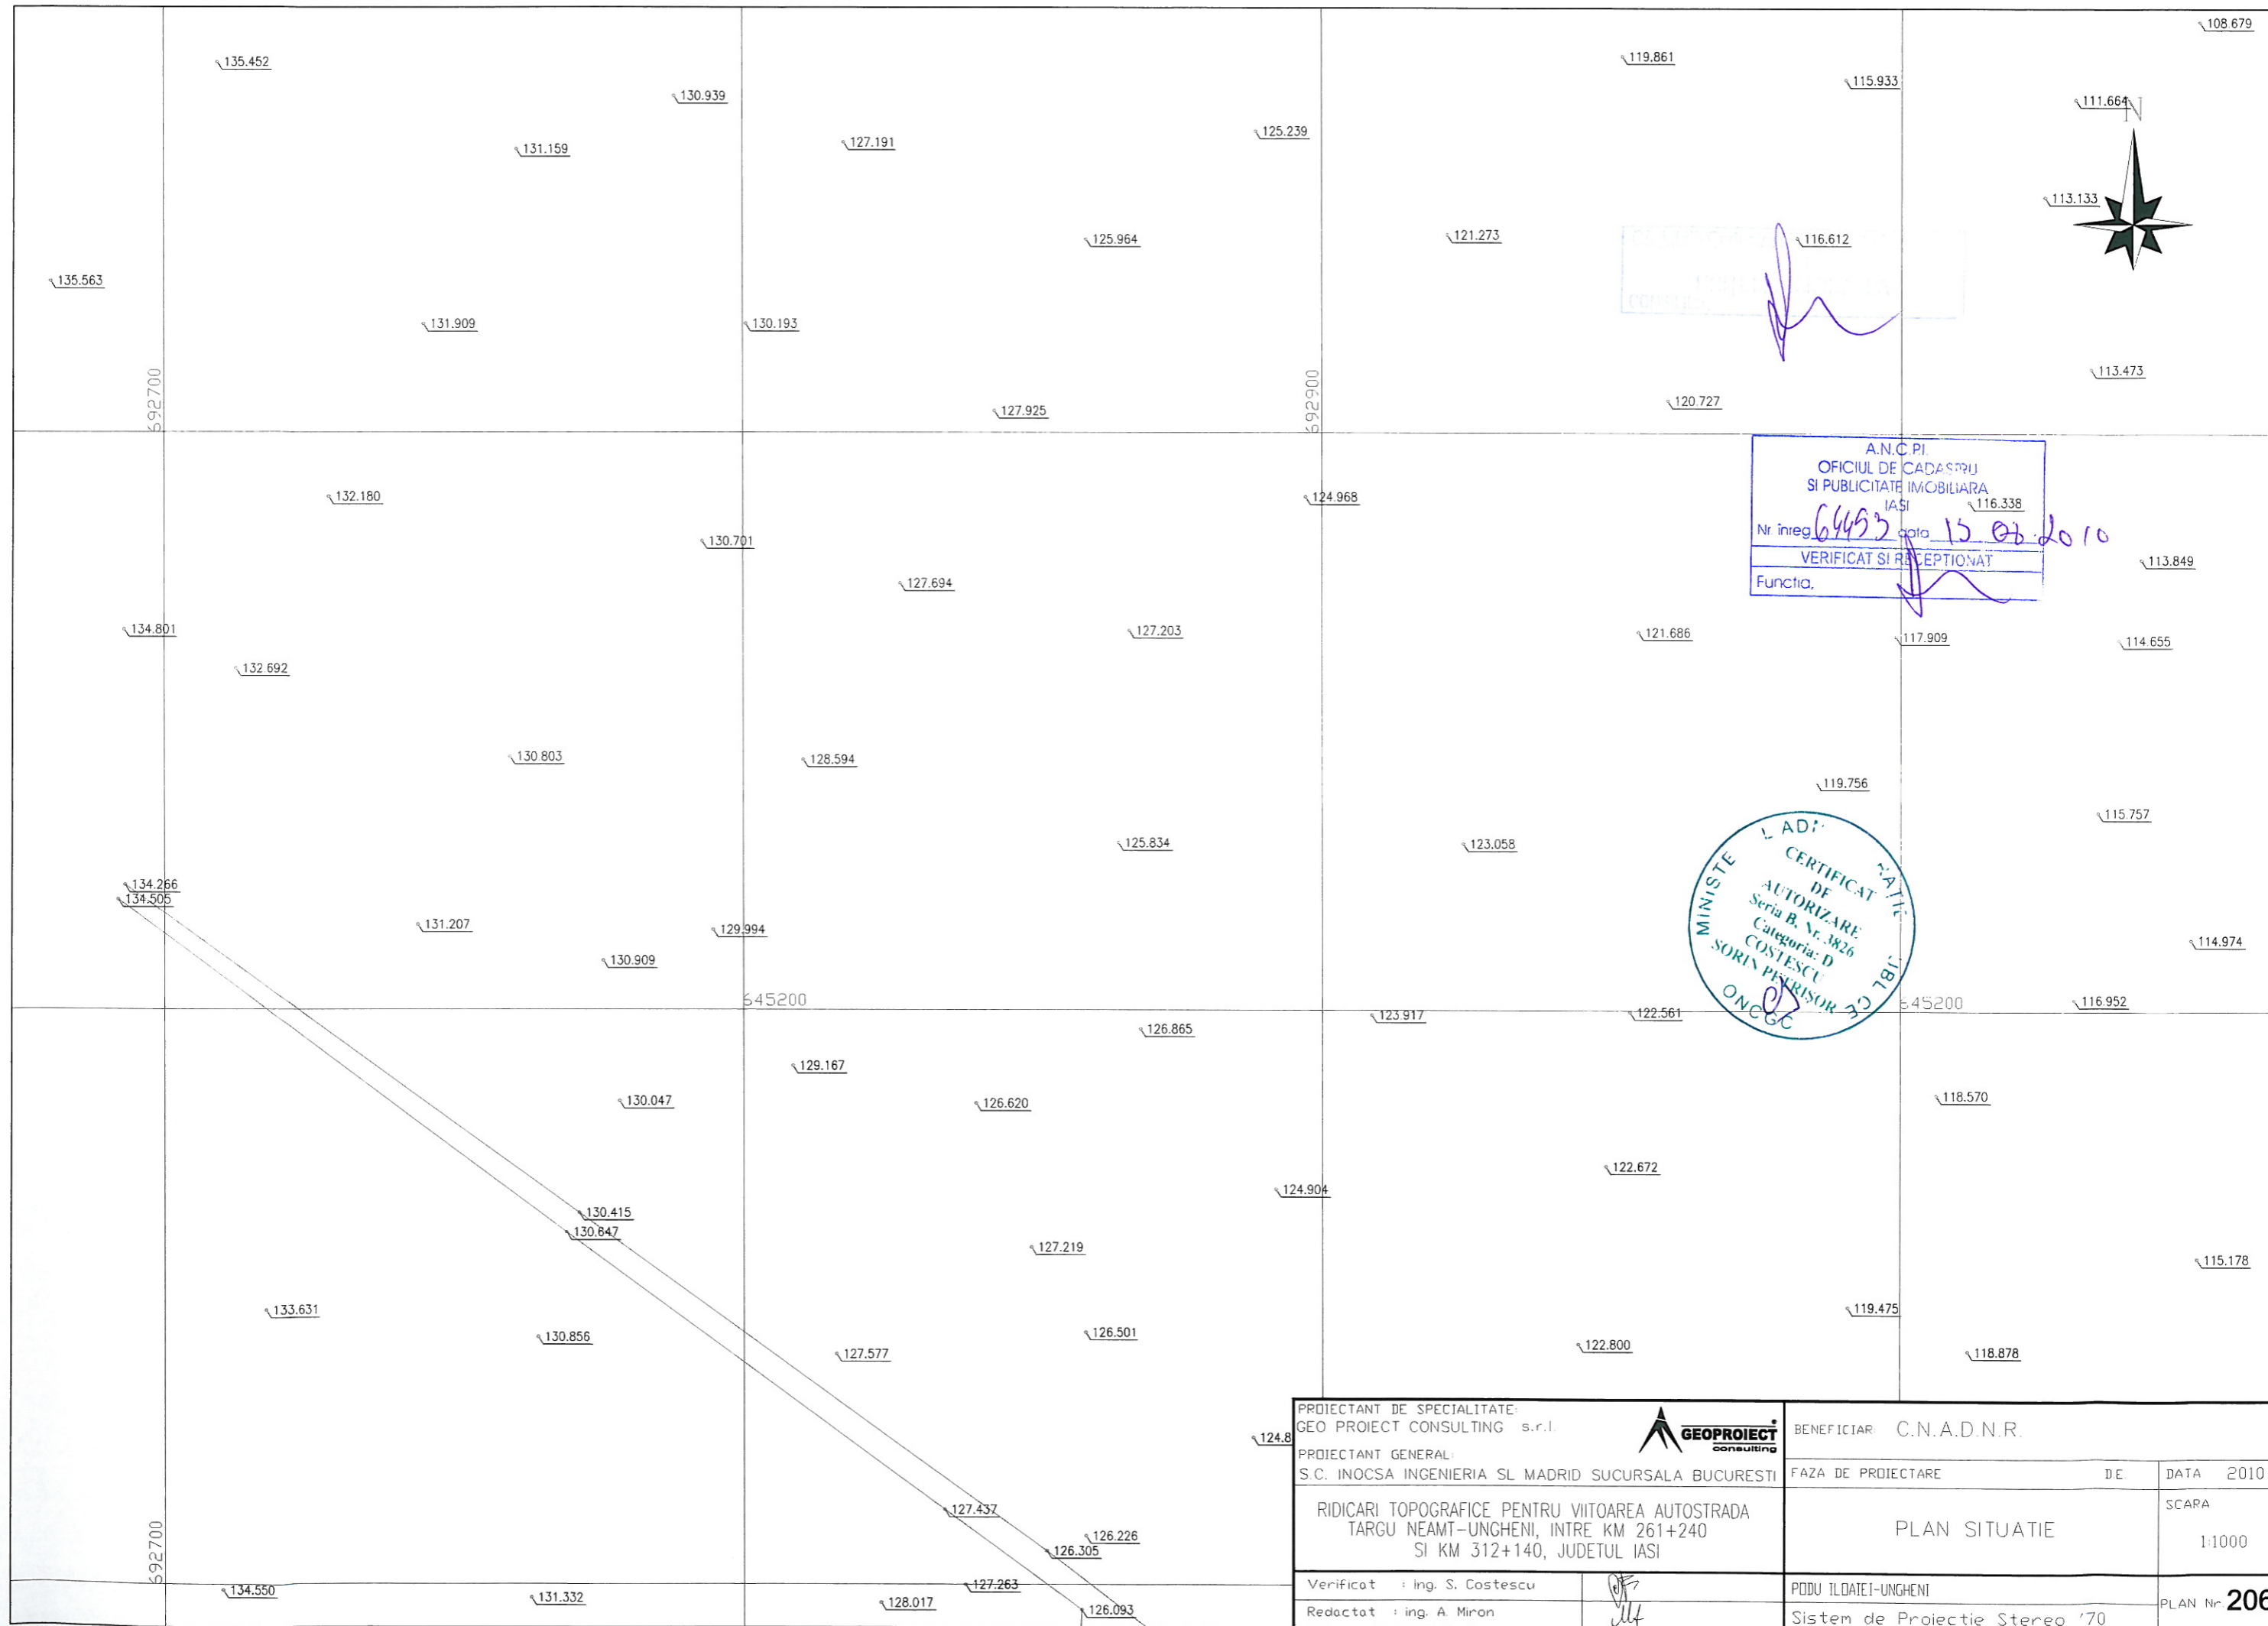 108.679
135.452
119.861
115.933
130.939
111.664
N
125.239
127.191
131.159
113.133
121.273
116.612
125.964
135.563
131.909
130.193
113.473
692700
692900
120.727
127.925
A.N.C.P.I.
OFICIUL DE CADASTRU
SI PUBLICITATE IMOBILIARA
IASI
Nr. inreg 64453 data 2010
VERIFICAT SI RECEPTIONAT
Functia,
132.180
124.968
116.338
130.701
113.849
127.694
134.801
127.203
121.686
117.909
114.655
132.692
130.803
128.594
119.756
115.757
125.834
123.058
MINISTE
CERTIFICAT
DE
AUTORIZARE
Seria B, Nr. 3826
Categoria: D
COSTESCU
SORIN PETRISOR
ONCGC
134.266
134.505
131.207
129.994
130.909
114.974
645200
645200
116.952
123.917
122.561
126.865
129.167
130.047
126.620
118.570
122.672
124.904
130.415
130.647
127.219
115.178
133.631
119.475
130.856
126.501
127.577
122.800
118.878
124.8
127.437
126.226
126.305
692700
134.550
131.332
127.263
128.017
126.093
PROIECTANT DE SPECIALITATE:
GEO PROIECT CONSULTING s.r.l.
GEOPROIECT
consulting
PROIECTANT GENERAL:
S.C. INOCSA INGENIERIA SL MADRID SUCURSALA BUCURESTI
BENEFICIAR: C.N.A.D.N.R.
FAZA DE PROIECTARE D.E.
DATA 2010
RIDICARI TOPOGRAFICE PENTRU VIITOAREA AUTOSTRADA
TARGU NEAMT-UNGHENI, INTRE KM 261+240
SI KM 312+140, JUDETUL IASI
PLAN SITUATIE
SCARA
1:1000
Verificat : ing. S. Costescu
Redactat : ing. A. Miron
PODU ILOAIEI-UNGHENI
Sistem de Proiectie Stereo '70
PLAN Nr. 206